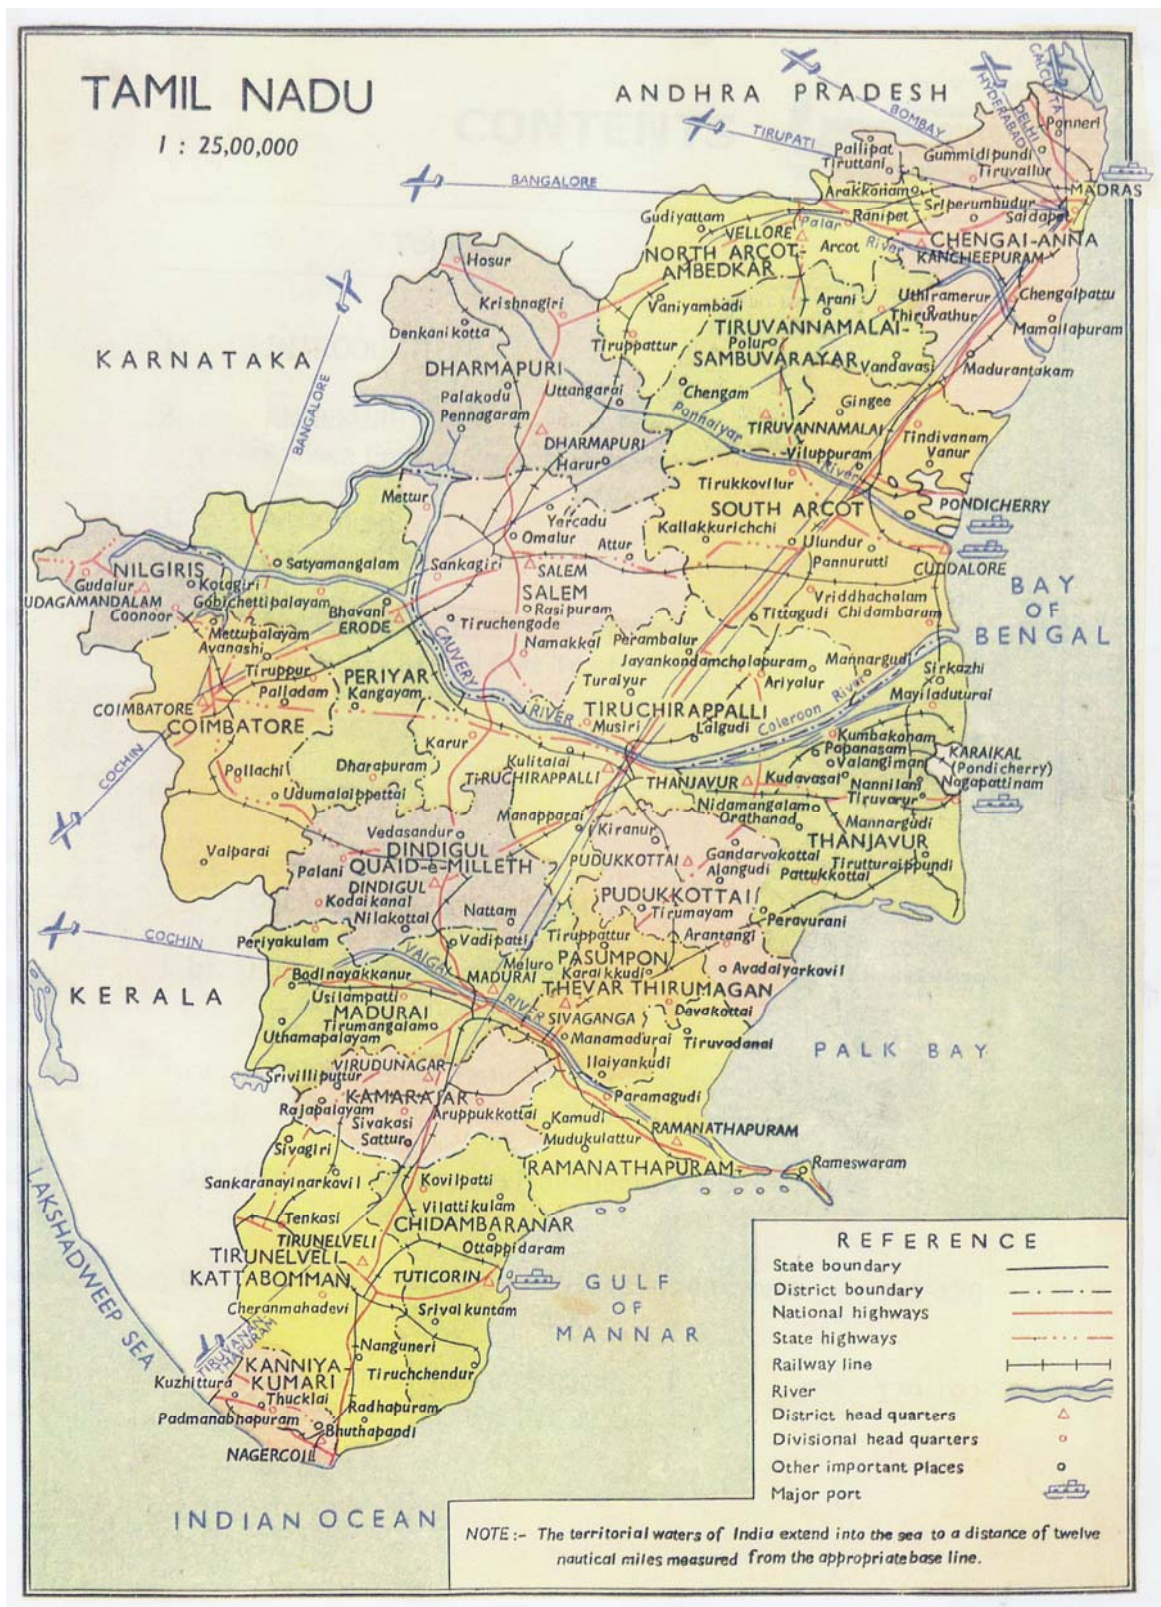 TAMIL NADU
1 : 25,00,000
ANDHRA PRADESH
CALCUTTA
HYDERABAD
DELHI
BOMBAY
TIRUPATI
BANGALORE
Ponneri
Pallipat
Gummidipundi
Tiruttani
Tiruvallur
Arakkonam
MADRAS
Sriperumbudur
Saidapet
Gudiyattam
Ranipet
VELLORE
Palar
River
Arcot
CHENGAI-ANNA
NORTH ARCOT-
AMBEDKAR
KANCHEEPURAM
Hosur
Krishnagiri
Vaniyambadi
Arani
Uthiramerur
Chengalpattu
Thiruvathur
Denkanikotta
Mamallapuram
TIRUVANNAMALAI-
SAMBUVARAYAR
Tiruppattur
Polur
Vandavasi
Madurantakam
KARNATAKA
BANGALORE
DHARMAPURI
Palakodu
Uttangarai
Chengam
Gingee
Pennagaram
Ponnaiyar
River
TIRUVANNAMALAI
Tindivanam
DHARMAPURI
Vanur
Harur
Viluppuram
Tirukkovilur
Mettur
SOUTH ARCOT
PONDICHERRY
Yercadu
Kallakkurichchi
Omalur
Attur
Ulundur
Satyamangalam
Sankagiri
SALEM
Pannurutti
CUDDALORE
NILGIRIS
Gudalur
Kotagiri
UDAGAMANDALAM
Gobichettipalayam
Coonoor
Bhavani
ERODE
SALEM
Rasipuram
Vriddhachalam
Tittagudi
Chidambaram
BAY
OF
BENGAL
Mettupalayam
Tiruchengode
Avanashi
Namakkal
Perambalur
CAUVERY
RIVER
Jayankondamcholapuram
Mannargudi
Sirkazhi
Tiruppur
PERIYAR
Turaiyur
Ariyalur
Palladam
Kangayam
Mayiladuturai
COIMBATORE
COIMBATORE
TIRUCHIRAPPALLI
Coleroon River
Musiri
Lalgudi
Karur
Kumbakonam
Papanasam
KARAIKAL
(Pondicherry)
Valangiman
COCHIN
Pollachi
Dharapuram
Kulitalai
TIRUCHIRAPPALLI
THANJAVUR
Kudavasal
Nannilam
Nagapattinam
Udumalaippettai
Tiruvarur
Nidamangalam
Manapparai
Orathanad
Mannargudi
Vedasandur
Kiranur
THANJAVUR
Valparai
DINDIGUL
QUAID-e-MILLETH
PUDUKKOTTAI
Gandarvakottai
Tirutturaippundi
Palani
Alangudi
Pattukkottai
DINDIGUL
PUDUKKOTTAI
Kodaikanal
Nilakottai
Nattam
Tirumayam
Peravurani
COCHIN
Periyakulam
Vadipatti
Tiruppattur
Arantangi
VAIGAI
RIVER
PASUMPON
THEVAR THIRUMAGAN
Melur
Bodinayakkanur
MADURAI
Karaikkudi
Avadaiyarkovil
KERALA
Usilampatti
MADURAI
Tirumangalam
SIVAGANGA
Devakottai
Uthamapalayam
Manamadurai
Tiruvadanai
PALK BAY
VIRUDUNAGAR
Ilaiyankudi
Srivilliputtur
KAMARAJAR
Paramagudi
Rajapalayam
Aruppukkottai
Kamudi
Sivakasi
RAMANATHAPURAM
Sattur
Mudukulattur
Sivagiri
RAMANATHAPURAM
Rameswaram
Sankaranayinarkovil
Kovilpatti
LAKSHADWEEP SEA
Vilattikulam
Tenkasi
CHIDAMBARANAR
TIRUNELVELI
Ottappidaram
TIRUNELVELI
KATTABOMMAN
TUTICORIN
GULF
OF
MANNAR
Cheranmahadevi
Srivaikuntam
TIRUVANAN-
THAPURAM
Nanguneri
KANNIYA-
KUMARI
Tiruchchendur
Kuzhittura
Thucklai
Radhapuram
Padmanabhapuram
Bhuthapandi
NAGERCOIL
INDIAN OCEAN
REFERENCE
State boundary
District boundary
National highways
State highways
Railway line
River
District head quarters
Divisional head quarters
Other important Places
Major port
NOTE :- The territorial waters of India extend into the sea to a distance of twelve
nautical miles measured from the appropriate base line.